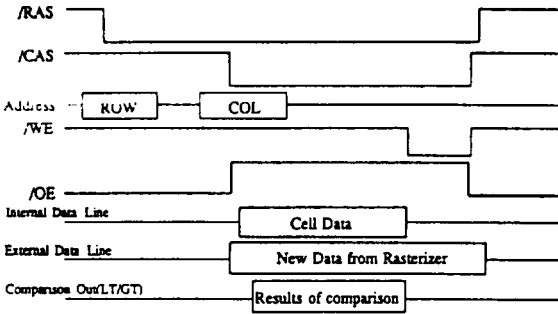 /RAS
/CAS
Address
ROW
COL
/WE
/OE
Internal Data Line
Cell Data
External Data Line
New Data from Rasterizer
Comparison Out(LT/GT)
Results of comparison